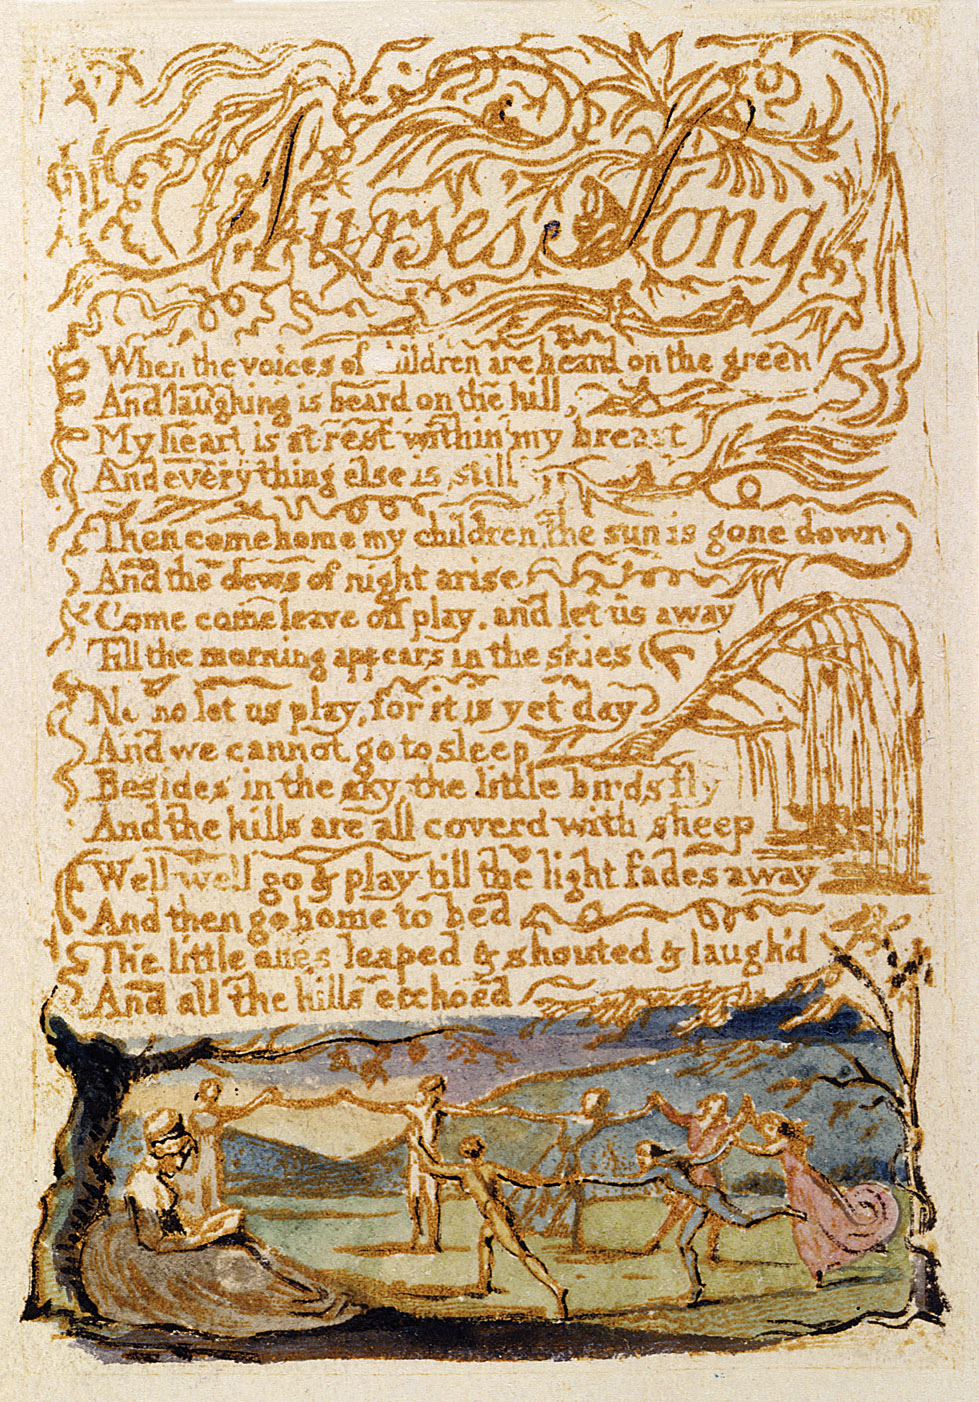 Nurse's Song
When the voices of children are heard on the green
And laughing is heard on the hill,
My heart is at rest within my breast
And everything else is still
Then come home my children, the sun is gone down
And the dews of night arise
Come come leave off play, and let us away
Till the morning appears in the skies
No no let us play, for it is yet day
And we cannot go to sleep
Besides in the sky, the little birds fly
And the hills are all coverd with sheep
Well well go & play till the light fades away
And then go home to bed
The little ones leaped & shouted & laugh'd
And all the hills ecchoed